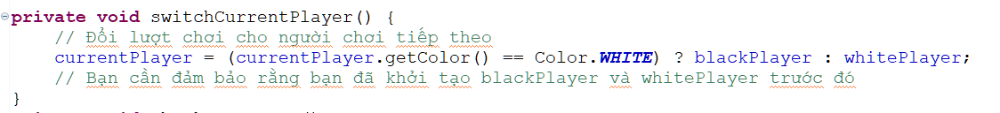 private void switchCurrentPlayer() {
// Đổi lượt chơi cho người chơi tiếp theo
currentPlayer = (currentPlayer.getColor() == Color.WHITE) ? blackPlayer : whitePlayer;
// Bạn cần đảm bảo rằng bạn đã khởi tạo blackPlayer và whitePlayer trước đó
}